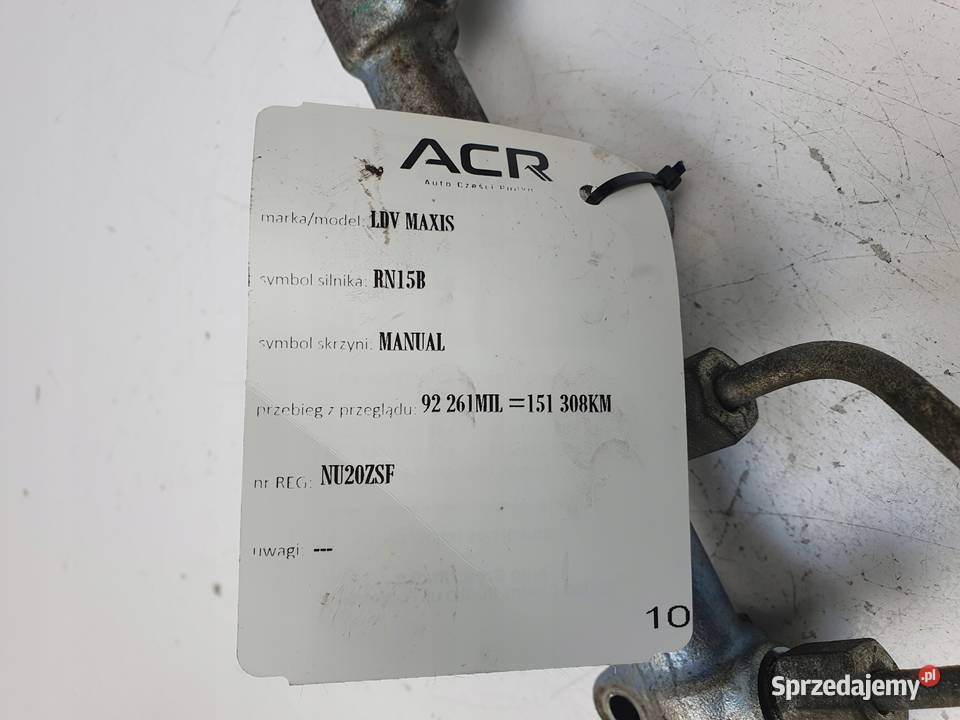 ACR
Auto Części
marka/model: LDV MAXIS
symbol silnika: RN15B
symbol skrzyni: MANUAL
przebieg z przeglądu: 92 261MIL =151 308KM
nr REG: NU20ZSF
uwagi: ---
10
Sprzedajemy.pl